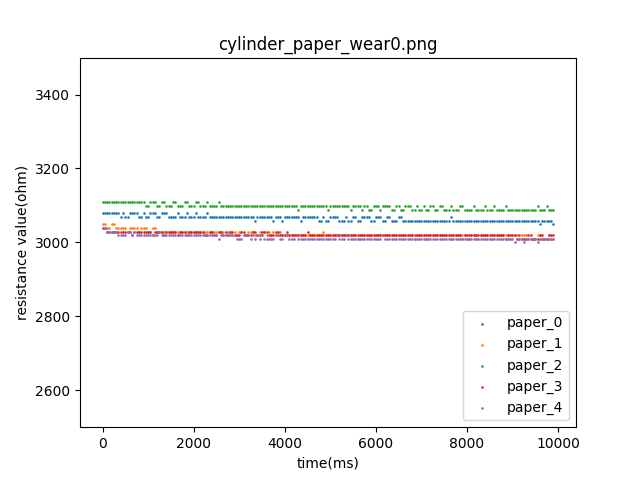 cylinder_paper_wear0.png
resistance value(ohm)
3400
3200
3000
2800
2600
0
2000
4000
6000
8000
10000
time(ms)
paper_0
paper_1
paper_2
paper_3
paper_4